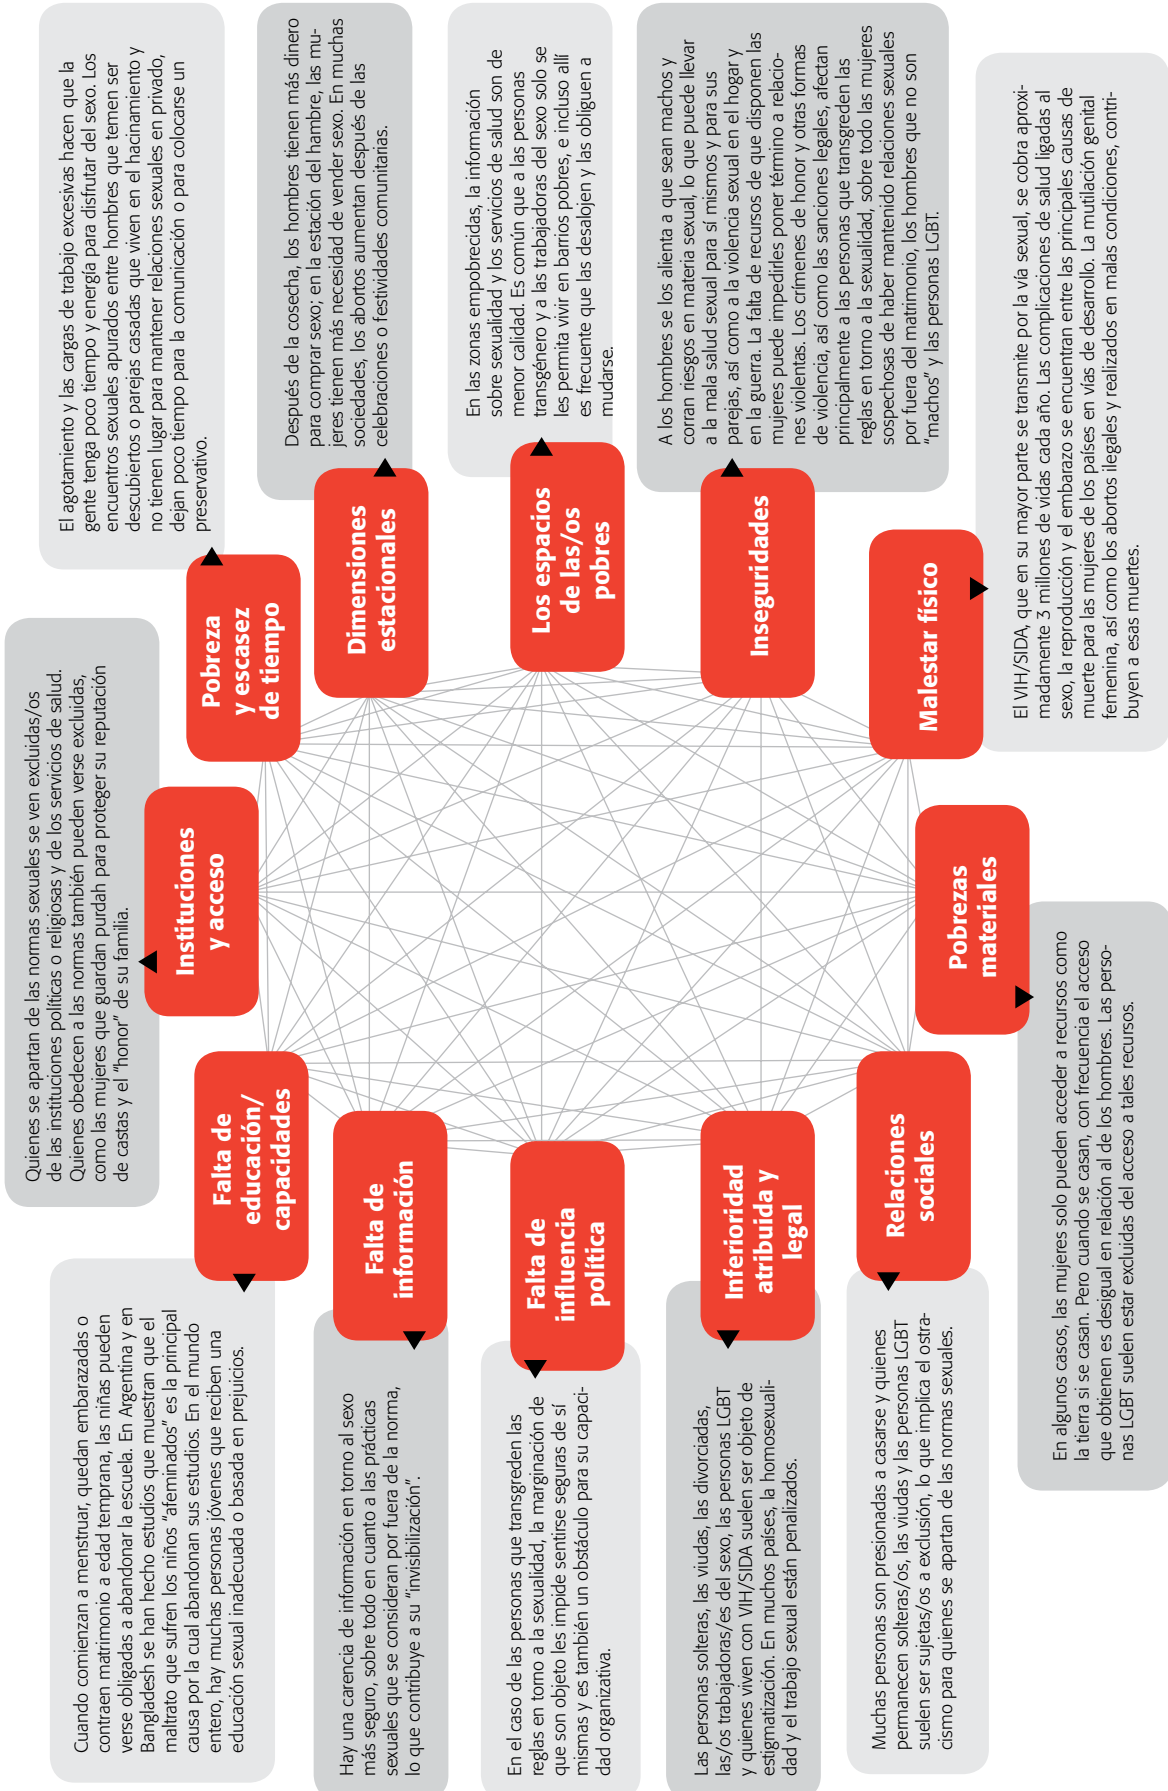 Quienes se apartan de las normas sexuales se ven excluidas/os
de las instituciones políticas o religiosas y de los servicios de salud.
Quienes obedecen a las normas también pueden verse excluidas,
como las mujeres que guardan purdah para proteger su reputación
de castas y el "honor" de su familia.
Instituciones
y acceso
El agotamiento y las cargas de trabajo excesivas hacen que la
gente tenga poco tiempo y energía para disfrutar del sexo. Los
encuentros sexuales apurados entre hombres que temen ser
descubiertos o parejas casadas que viven en el hacinamiento y
no tienen lugar para mantener relaciones sexuales en privado,
dejan poco tiempo para la comunicación o para colocarse un
preservativo.
Pobreza
y escasez
de tiempo
Después de la cosecha, los hombres tienen más dinero
para comprar sexo; en la estación del hambre, las mu-
jeres tienen más necesidad de vender sexo. En muchas
sociedades, los abortos aumentan después de las
celebraciones o festividades comunitarias.
Dimensiones
estacionales
En las zonas empobrecidas, la información
sobre sexualidad y los servicios de salud son de
menor calidad. Es común que a las personas
transgénero y a las trabajadoras del sexo solo se
les permita vivir en barrios pobres, e incluso allí
es frecuente que las desalojen y las obliguen a
mudarse.
Los espacios
de las/os
pobres
A los hombres se los alienta a que sean machos y
corran riesgos en materia sexual, lo que puede llevar
a la mala salud sexual para sí mismos y para sus
parejas, así como a la violencia sexual en el hogar y
en la guerra. La falta de recursos de que disponen las
mujeres puede impedirles poner término a relacio-
nes violentas. Los crímenes de honor y otras formas
de violencia, así como las sanciones legales, afectan
principalmente a las personas que transgreden las
reglas en torno a la sexualidad, sobre todo las mujeres
sospechosas de haber mantenido relaciones sexuales
por fuera del matrimonio, los hombres que no son
"machos" y las personas LGBT.
Inseguridades
El VIH/SIDA, que en su mayor parte se transmite por la vía sexual, se cobra aproxi-
madamente 3 millones de vidas cada año. Las complicaciones de salud ligadas al
sexo, la reproducción y el embarazo se encuentran entre las principales causas de
muerte para las mujeres de los países en vías de desarrollo. La mutilación genital
femenina, así como los abortos ilegales y realizados en malas condiciones, contri-
buyen a esas muertes.
Malestar físico
En algunos casos, las mujeres solo pueden acceder a recursos como
la tierra si se casan. Pero cuando se casan, con frecuencia el acceso
que obtienen es desigual en relación al de los hombres. Las perso-
nas LGBT suelen estar excluidas del acceso a tales recursos.
Pobrezas
materiales
Muchas personas son presionadas a casarse y quienes
permanecen solteras/os, las viudas y las personas LGBT
suelen ser sujetas/os a exclusión, lo que implica el ostra-
cismo para quienes se apartan de las normas sexuales.
Relaciones
sociales
Las personas solteras, las viudas, las divorciadas,
las/os trabajadoras/es del sexo, las personas LGBT
y quienes viven con VIH/SIDA suelen ser objeto de
estigmatización. En muchos países, la homosexuali-
dad y el trabajo sexual están penalizados.
Inferioridad
atribuida y
legal
En el caso de las personas que transgreden las
reglas en torno a la sexualidad, la marginación de
que son objeto les impide sentirse seguras de sí
mismas y es también un obstáculo para su capaci-
dad organizativa.
Falta de
influencia
política
Hay una carencia de información en torno al sexo
más seguro, sobre todo en cuanto a las prácticas
sexuales que se consideran por fuera de la norma,
lo que contribuye a su "invisibilización".
Falta de
información
Cuando comienzan a menstruar, quedan embarazadas o
contraen matrimonio a edad temprana, las niñas pueden
verse obligadas a abandonar la escuela. En Argentina y en
Bangladesh se han hecho estudios que muestran que el
maltrato que sufren los niños "afeminados" es la principal
causa por la cual abandonan sus estudios. En el mundo
entero, hay muchas personas jóvenes que reciben una
educación sexual inadecuada o basada en prejuicios.
Falta de
educación/
capacidades